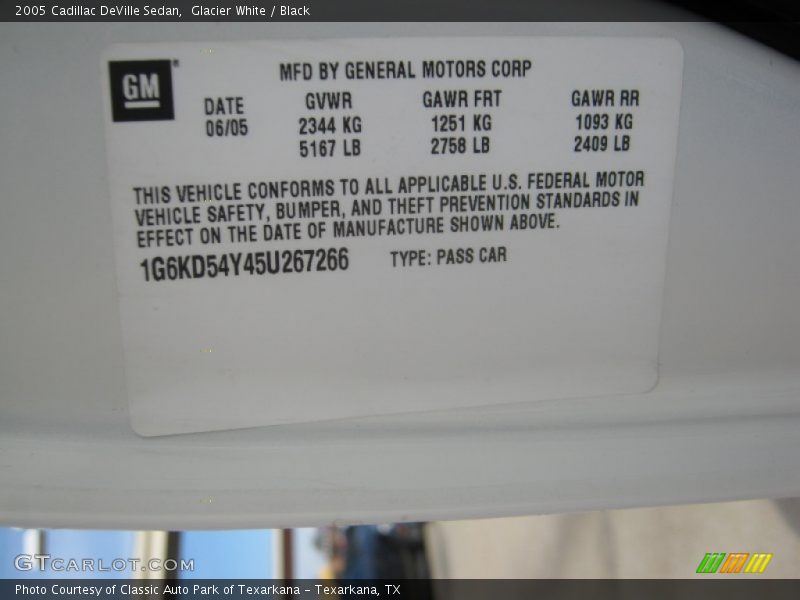 2005 Cadillac DeVille Sedan,  Glacier White / Black
GM
MFD BY GENERAL MOTORS CORP
DATE GVWR GAWR FRT GAWR RR
06/05 2344 KG 1251 KG 1093 KG
5167 LB 2758 LB 2409 LB
THIS VEHICLE CONFORMS TO ALL APPLICABLE U.S. FEDERAL MOTOR
VEHICLE SAFETY, BUMPER, AND THEFT PREVENTION STANDARDS IN
EFFECT ON THE DATE OF MANUFACTURE SHOWN ABOVE.
1G6KD54Y45U267266 TYPE: PASS CAR
GTCARLOT.COM
Photo Courtesy of Classic Auto Park of Texarkana - Texarkana, TX